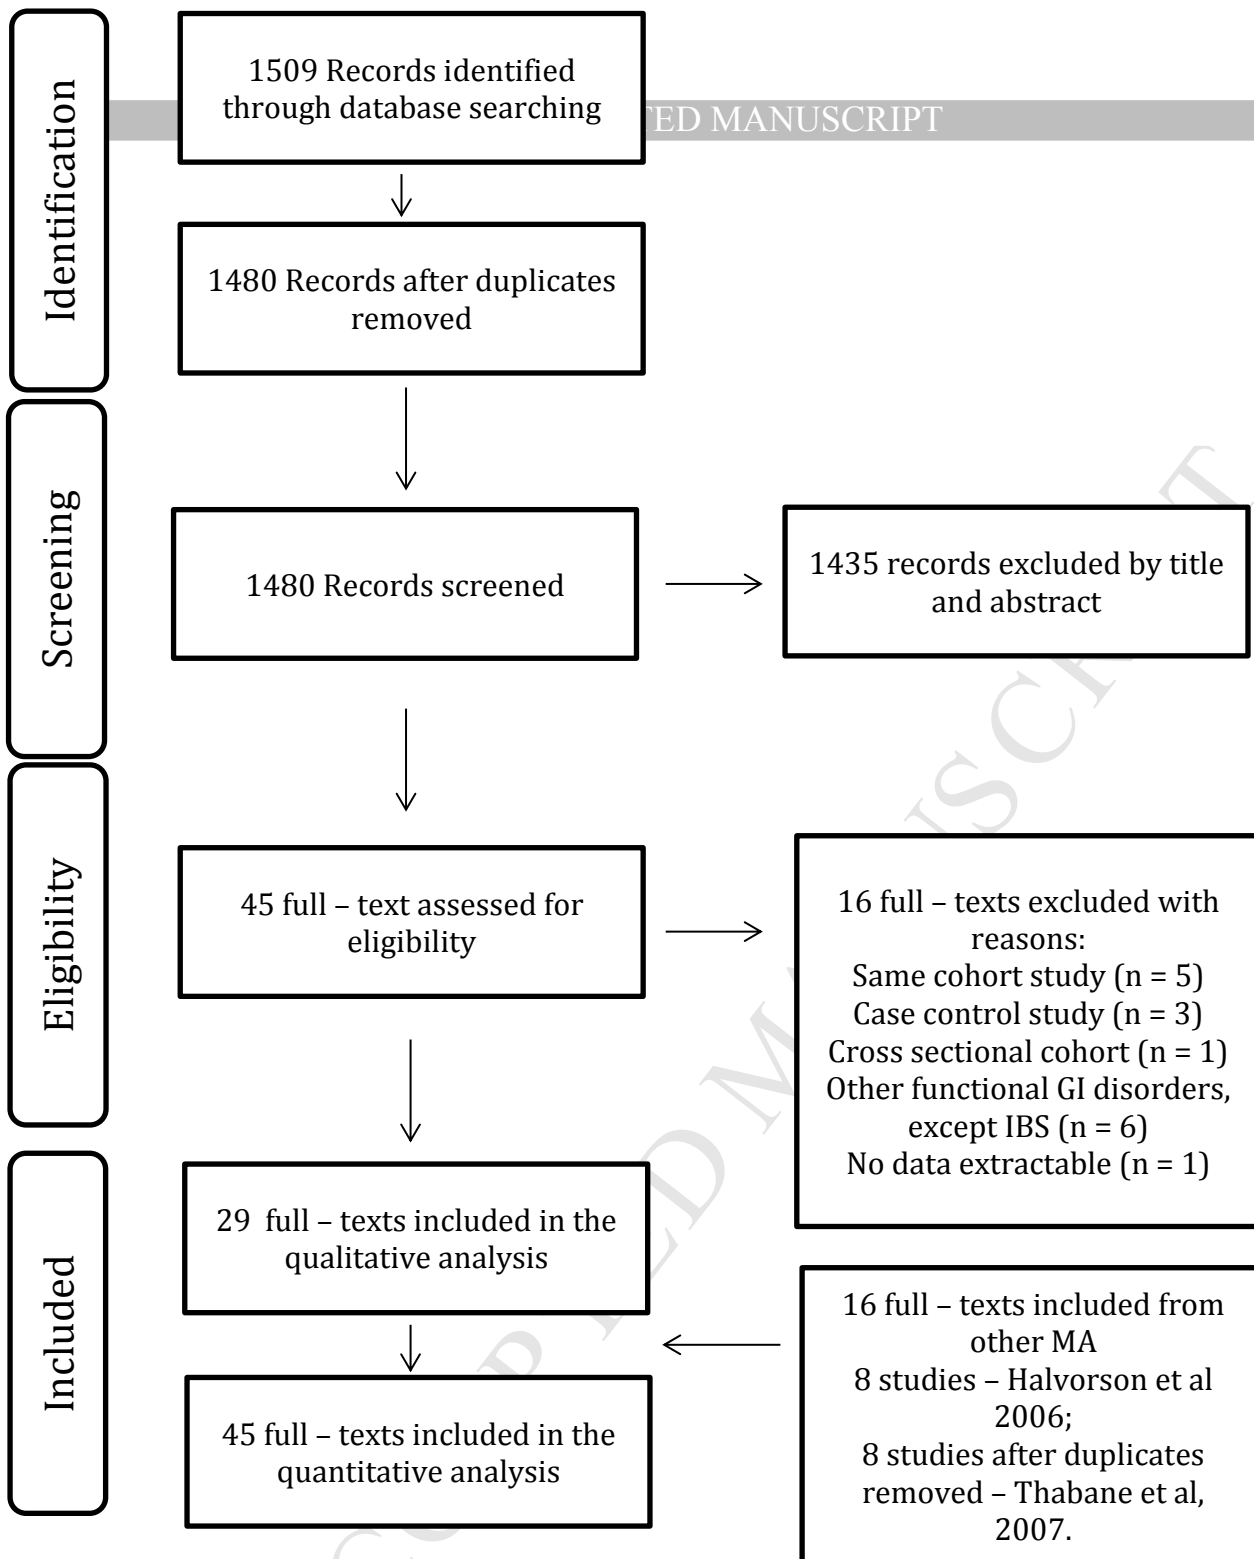 Identification
1509 Records identified
through database searching
TED MANUSCRIPT
1480 Records after duplicates
removed
Screening
1480 Records screened
1435 records excluded by title
and abstract
Eligibility
45 full – text assessed for
eligibility
16 full – texts excluded with
reasons:
Same cohort study (n = 5)
Case control study (n = 3)
Cross sectional cohort (n = 1)
Other functional GI disorders,
except IBS (n = 6)
No data extractable (n = 1)
Included
29 full – texts included in the
qualitative analysis
16 full – texts included from
other MA
8 studies – Halvorson et al
2006;
8 studies after duplicates
removed – Thabane et al,
2007.
45 full – texts included in the
quantitative analysis